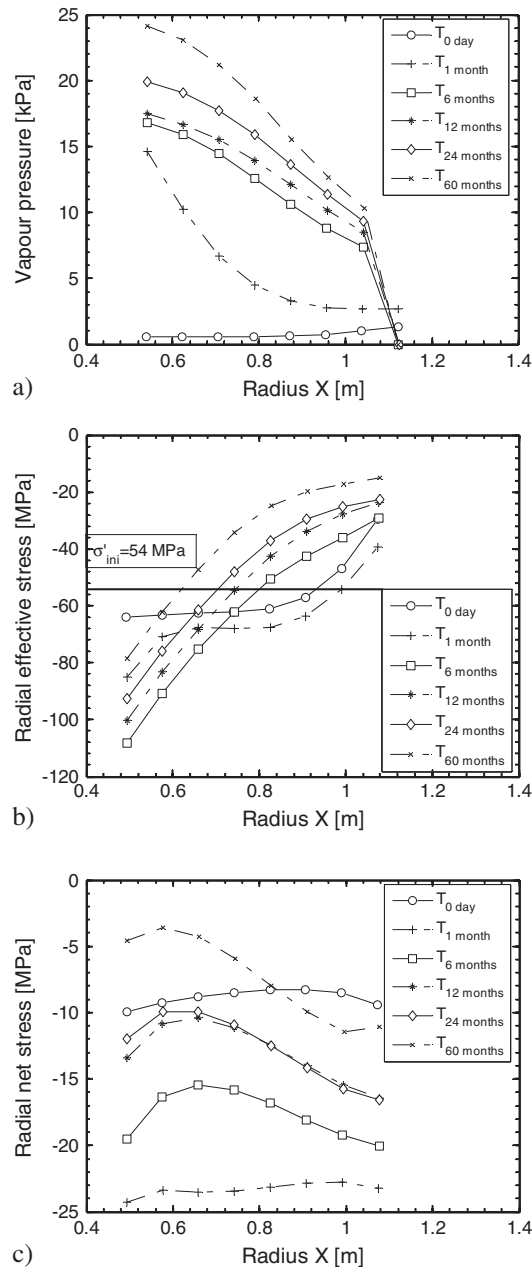 25
20
15
10
5
0
Vapour pressure [kPa]
T0 day
T1 month
T6 months
T12 months
T24 months
T60 months
0.4 0.6 0.8 1 1.2 1.4
Radius X [m]
a)
0
-20
-40
-60
-80
-100
-120
Radial effective stress [MPa]
σ'ini=54 MPa
T0 day
T1 month
T6 months
T12 months
T24 months
T60 months
0.4 0.6 0.8 1 1.2 1.4
Radius X [m]
b)
0
-5
-10
-15
-20
-25
Radial net stress [MPa]
T0 day
T1 month
T6 months
T12 months
T24 months
T60 months
0.4 0.6 0.8 1 1.2 1.4
Radius X [m]
c)